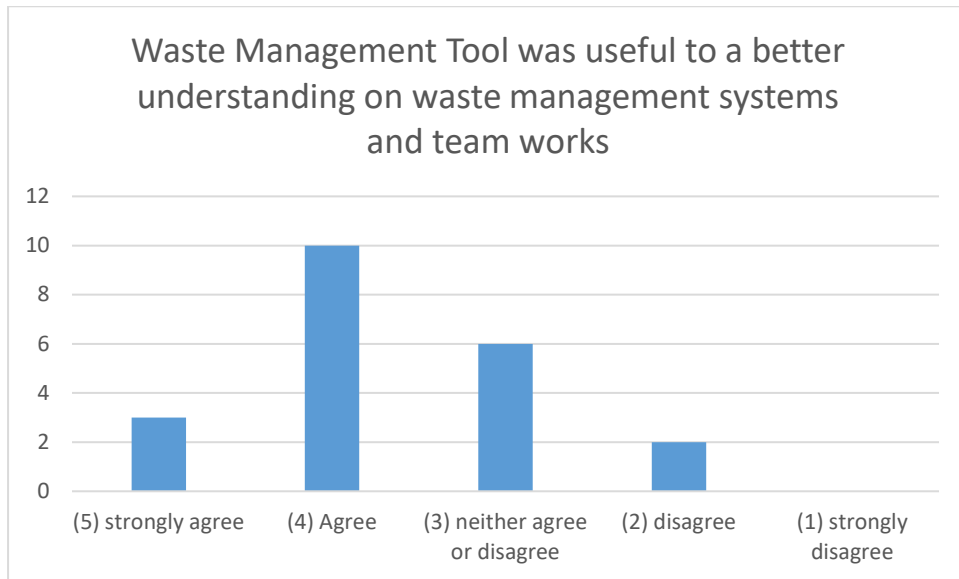 Waste Management Tool was useful to a better
understanding on waste management systems
and team works
12
10
8
6
4
2
0
(5) strongly agree
(4) Agree
(3) neither agree
or disagree
(2) disagree
(1) strongly
disagree